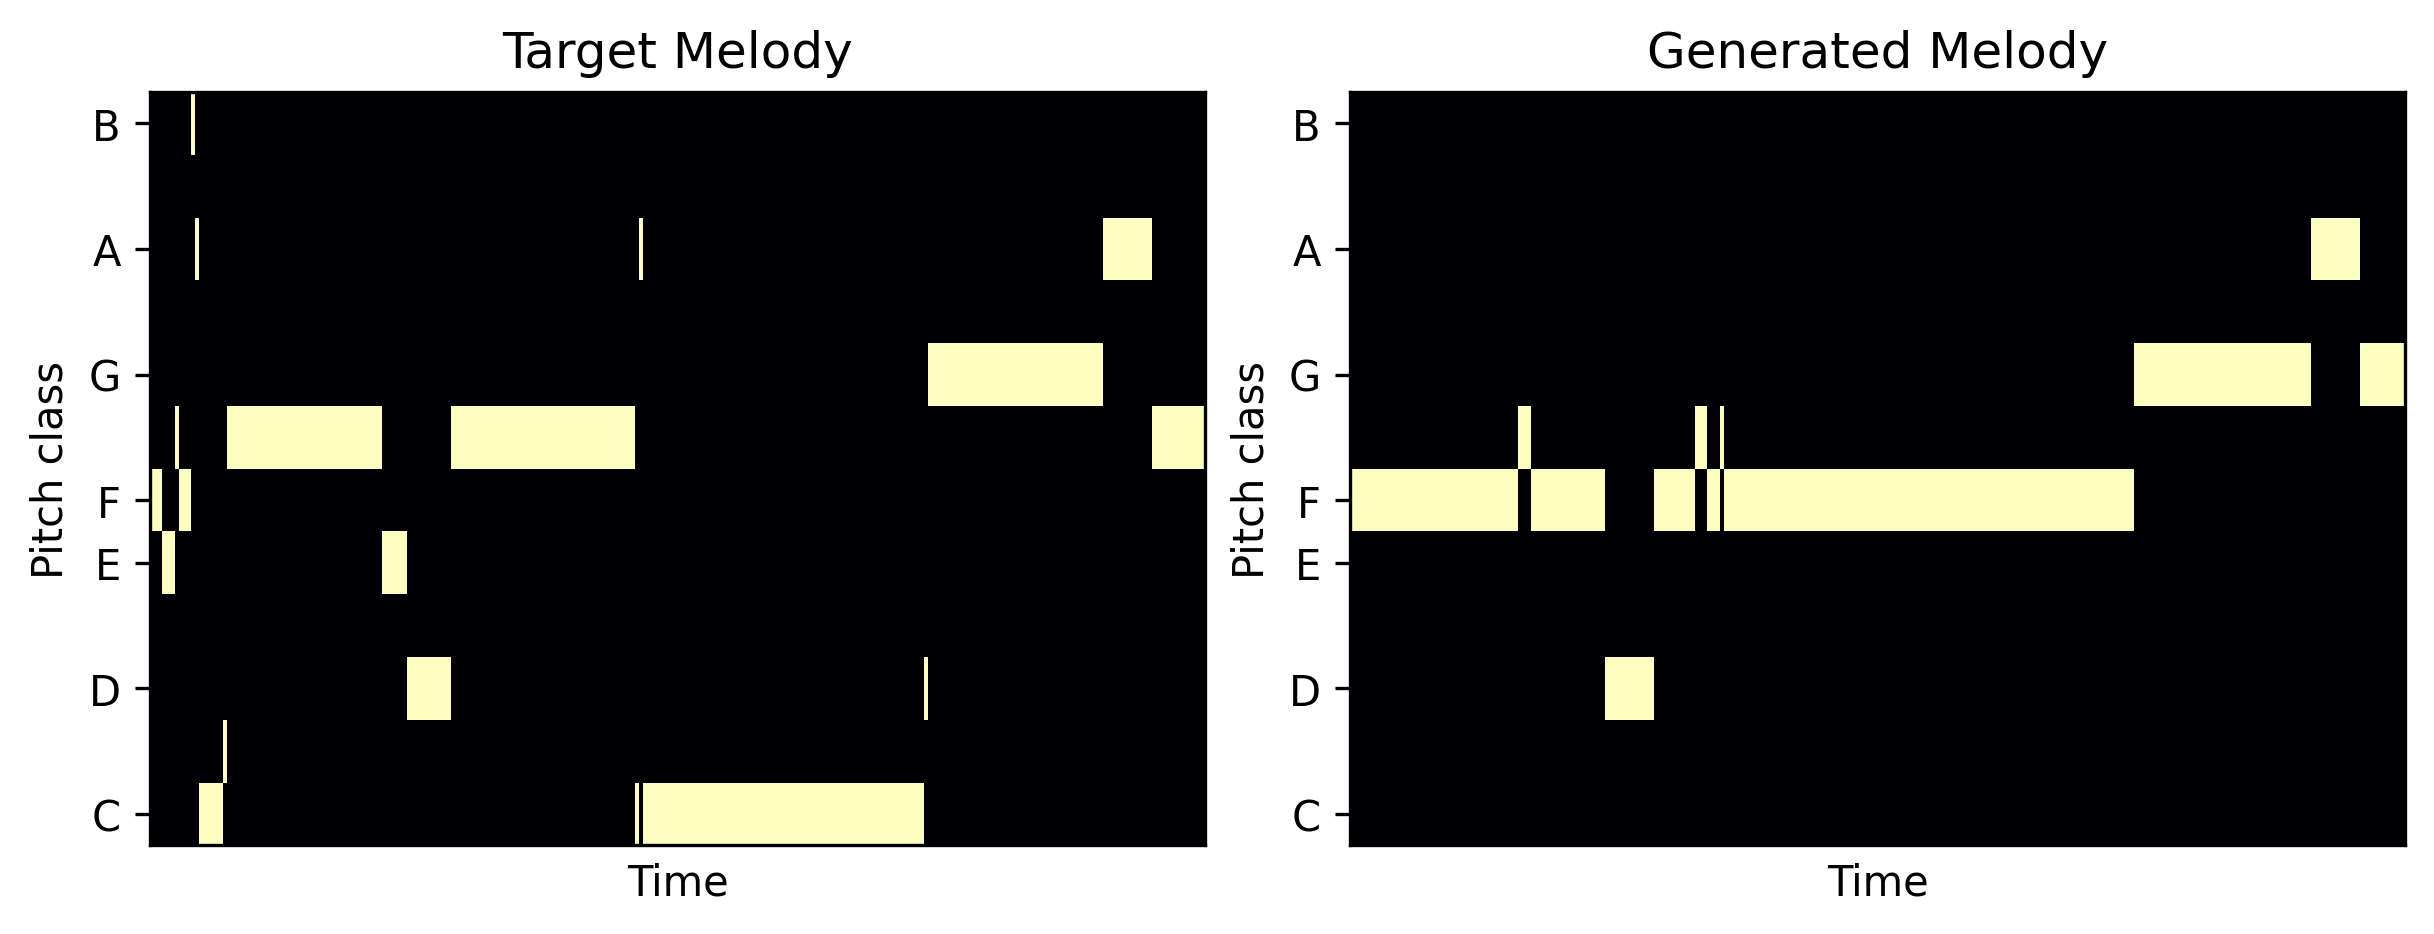 Target Melody
Pitch class
B
A
G
F
E
D
C
Time
Generated Melody
Pitch class
B
A
G
F
E
D
C
Time